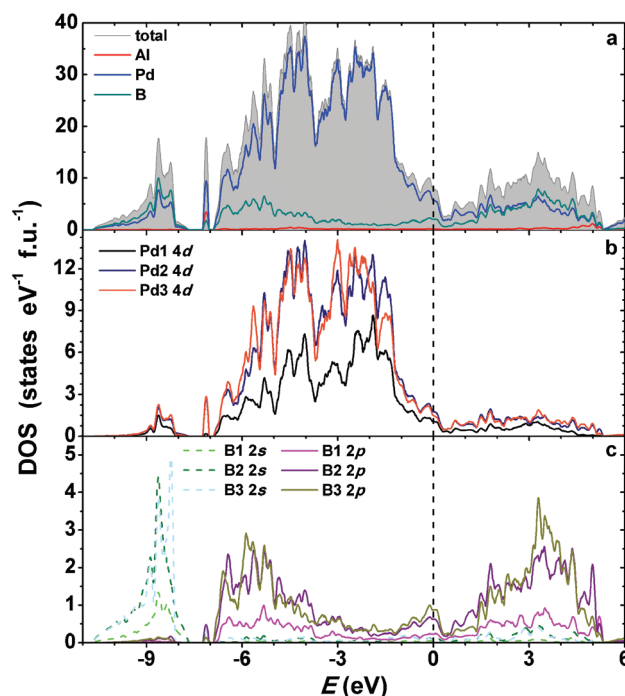 40
30
20
10
0
total
Al
Pd
B
a
12
9
6
3
0
Pd1 4d
Pd2 4d
Pd3 4d
b
5
4
3
2
1
0
B1 2s B1 2p
B2 2s B2 2p
B3 2s B3 2p
c
DOS (states eV⁻¹ f.u.⁻¹)
-9 -6 -3 0 3 6
E (eV)